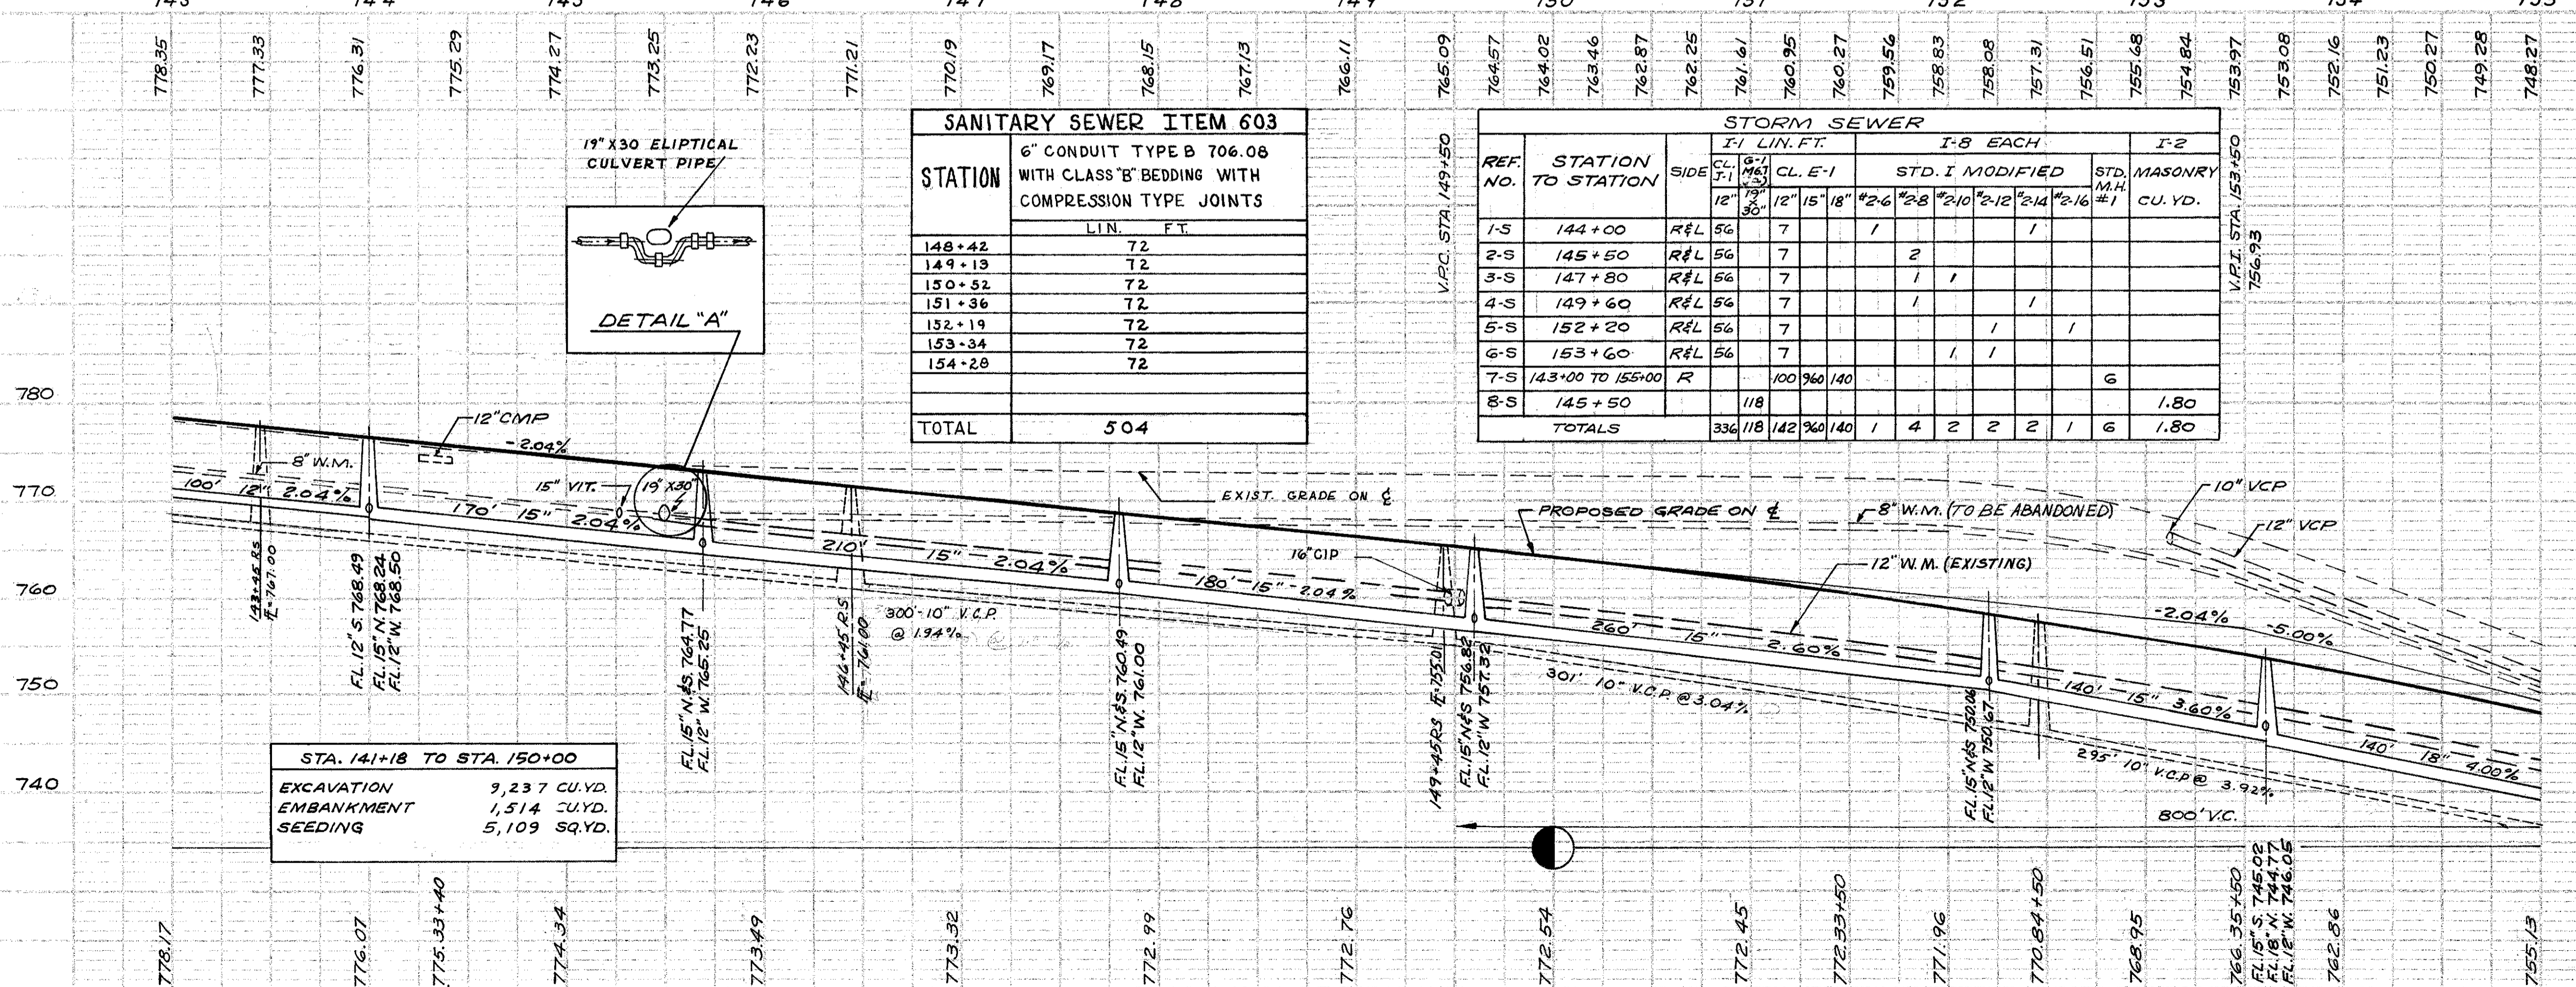 143 144 145 146 147 148 149 150 151 152 153 154 155
778.35 777.33 776.31 775.29 774.27 773.25 772.23 771.21 770.19 769.17 768.15 767.13 766.11 765.09 764.57 764.02 763.46 762.87 762.25 761.61 760.95 760.27 759.56 758.83 758.08 757.31 756.51 755.68 754.84 753.97 753.08 752.16 751.23 750.27 749.28 748.27
19" X30 ELIPTICAL
CULVERT PIPE
DETAIL "A"
SANITARY SEWER ITEM 603
STATION
6" CONDUIT TYPE B 706.08
WITH CLASS "B" BEDDING WITH
COMPRESSION TYPE JOINTS
LIN. FT.
148+42 72
149+13 72
150+52 72
151+36 72
152+19 72
153+34 72
154+28 72
TOTAL 504
V.P.C. STA. 149+50
STORM SEWER
REF. NO.
STATION TO STATION
SIDE
I-1 LIN. FT.
I-8 EACH
I-2
CL. J-1
G-1
CL. E-1
STD. I MODIFIED
STD. M.H. #1
MASONRY CU. YD.
12" 19" X 30" 12" 15" 18" #2-6 #2-8 #2-10 #2-12 #2-14 #2-16
1-S 144+00 R&L 56 7 1 1
2-S 145+50 R&L 56 7 2
3-S 147+80 R&L 56 7 1 1
4-S 149+60 R&L 56 7 1 1
5-S 152+20 R&L 56 7 1 1
6-S 153+60 R&L 56 7 1 1
7-S 143+00 TO 155+00 R 100 960 140 6
8-S 145+50 118 1.80
TOTALS 336 118 142 960 140 1 4 2 2 2 1 6 1.80
V.P.I. STA. 153+50
756.93
780
770
760
750
740
12" CMP
-2.04%
8" W.M.
100' 12" 2.04%
15" VIT.
19" X30"
170' 15" 2.04%
EXIST. GRADE ON ℄
PROPOSED GRADE ON ℄
8" W.M. (TO BE ABANDONED)
10" VCP
12" VCP
210' 15" 2.04%
16" CIP
180' 15" 2.04%
12" W.M. (EXISTING)
300'-10" V.C.P.
@ 1.94%
260' 15" 2.60%
-2.04%
-5.00%
301' 10" V.C.P. @ 3.04%
140' 15" 3.60%
140' 18" 4.00%
295' 10" V.C.P @ 3.92%
800' V.C.
143+45 RS
℄=767.00
F.L. 12" S. 768.49
F.L. 15" N. 768.24
F.L. 12" W. 768.50
F.L. 15" N.&S. 764.77
F.L. 12" W. 765.25
146+45 R.S
℄=761.00
F.L. 15" N.&S. 760.49
F.L. 12" W. 761.00
149+45 RS ℄=755.01
F.L. 15" N&S 756.82
F.L. 12" W 757.32
F.L. 15" N&S 750.06
F.L. 12" W 750.67
F.L. 15" S. 745.02
F.L. 18" N. 744.77
F.L. 12" W. 746.05
STA. 141+18 TO STA. 150+00
EXCAVATION 9,237 CU.YD.
EMBANKMENT 1,514 CU.YD.
SEEDING 5,109 SQ.YD.
778.17 776.07 775.33+40 774.34 773.49 773.32 772.99 772.76 772.54 772.45 772.33+50 771.96 770.84+50 768.95 766.35+50 762.86 755.13